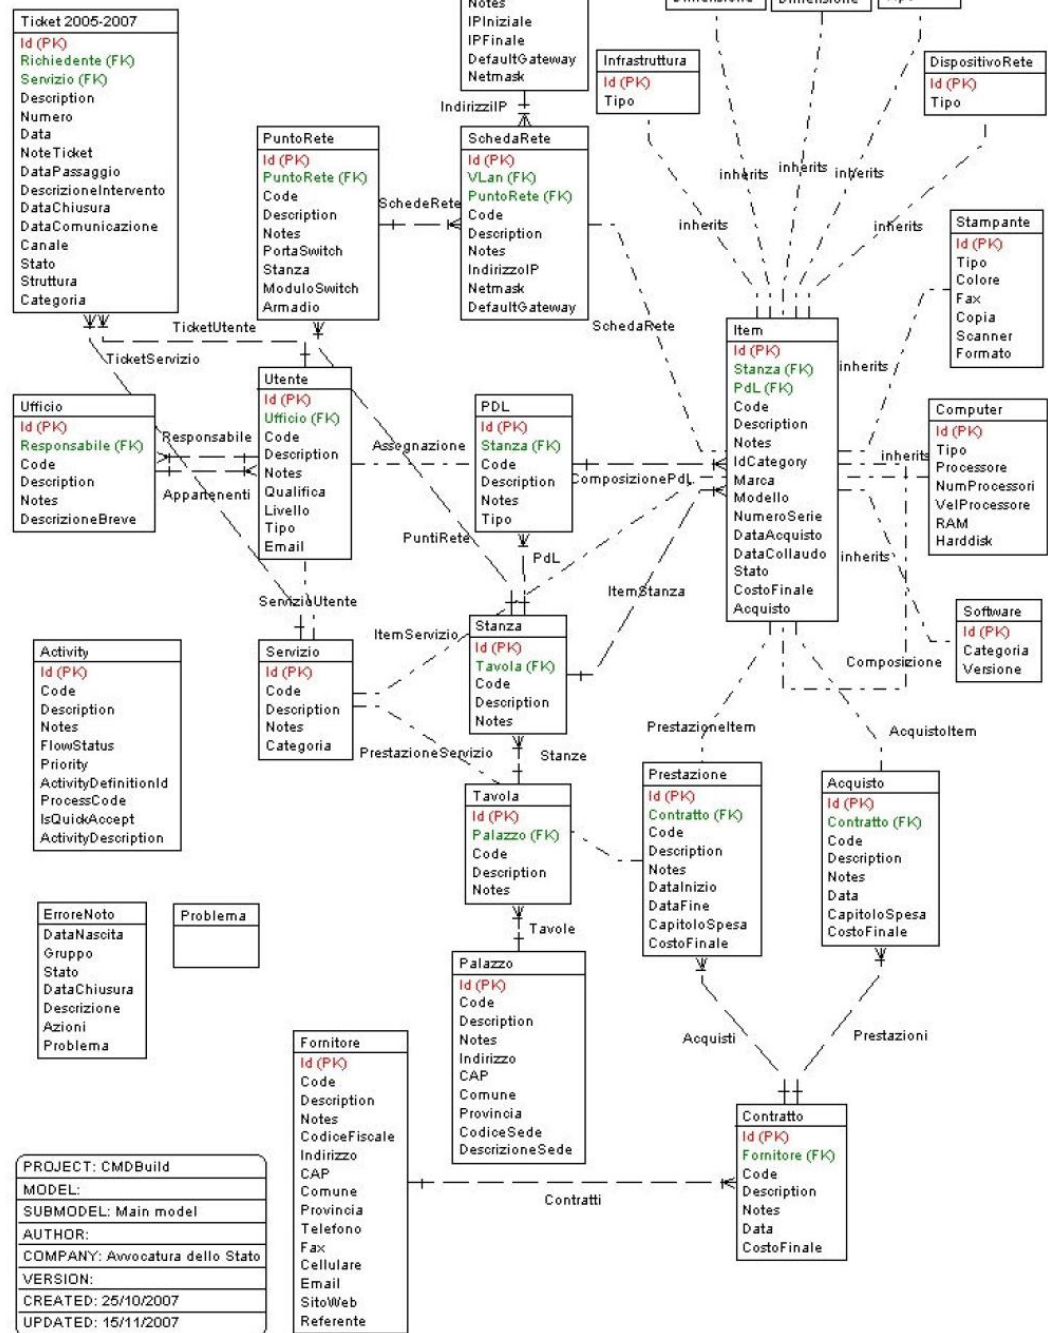 Notes
IPIniziale
IPFinale
DefaultGateway
Netmask
Dimensione
Dimensione
Tipo
Ticket 2005-2007
Id (PK)
Richiedente (FK)
Servizio (FK)
Description
Numero
Data
NoteTicket
DataPassaggio
DescrizioneIntervento
DataChiusura
DataComunicazione
Canale
Stato
Struttura
Categoria
Infrastruttura
Id (PK)
Tipo
DispositivoRete
Id (PK)
Tipo
IndirizziIP
PuntoRete
Id (PK)
PuntoRete (FK)
Code
Description
Notes
PortaSwitch
Stanza
ModuloSwitch
Armadio
SchedeRete
SchedaRete
Id (PK)
VLan (FK)
PuntoRete (FK)
Code
Description
Notes
IndirizzoIP
Netmask
DefaultGateway
inherits
inherits
inherits
inherits
inherits
Stampante
Id (PK)
Tipo
Colore
Fax
Copia
Scanner
Formato
SchedaRete
TicketUtente
TicketServizio
Item
Id (PK)
Stanza (FK)
PdL (FK)
Code
Description
Notes
IdCategory
Marca
Modello
NumeroSerie
DataAcquisto
DataCollaudo
Stato
CostoFinale
Acquisto
inherits
inherits
inherits
Ufficio
Id (PK)
Responsabile (FK)
Code
Description
Notes
DescrizioneBreve
Responsabile
Appartenenti
Utente
Id (PK)
Ufficio (FK)
Code
Description
Notes
Qualifica
Livello
Tipo
Email
Assegnazione
PDL
Id (PK)
Stanza (FK)
Code
Description
Notes
Tipo
ComposizionePdL
Computer
Id (PK)
Tipo
Processore
NumProcessori
VelProcessore
RAM
Harddisk
PuntiRete
PdL
ServizioUtente
ItemServizio
ItemStanza
Software
Id (PK)
Categoria
Versione
Composizione
Activity
Id (PK)
Code
Description
Notes
FlowStatus
Priority
ActivityDefinitionId
ProcessCode
IsQuickAccept
ActivityDescription
Servizio
Id (PK)
Code
Description
Notes
Categoria
Stanza
Id (PK)
Tavola (FK)
Code
Description
Notes
PrestazioneServizio
Stanze
PrestazioneItem
AcquistoItem
Tavola
Id (PK)
Palazzo (FK)
Code
Description
Notes
Prestazione
Id (PK)
Contratto (FK)
Code
Description
Notes
DataInizio
DataFine
CapitoloSpesa
CostoFinale
Acquisto
Id (PK)
Contratto (FK)
Code
Description
Notes
Data
CapitoloSpesa
CostoFinale
ErroreNoto
DataNascita
Gruppo
Stato
DataChiusura
Descrizione
Azioni
Problema
Problema
Tavole
Palazzo
Id (PK)
Code
Description
Notes
Indirizzo
CAP
Comune
Provincia
CodiceSede
DescrizioneSede
Acquisti
Prestazioni
Fornitore
Id (PK)
Code
Description
Notes
CodiceFiscale
Indirizzo
CAP
Comune
Provincia
Telefono
Fax
Cellulare
Email
SitoWeb
Referente
Contratti
Contratto
Id (PK)
Fornitore (FK)
Code
Description
Notes
Data
CostoFinale
PROJECT: CMDBuild
MODEL:
SUBMODEL: Main model
AUTHOR:
COMPANY: Avvocatura dello Stato
VERSION:
CREATED: 25/10/2007
UPDATED: 15/11/2007